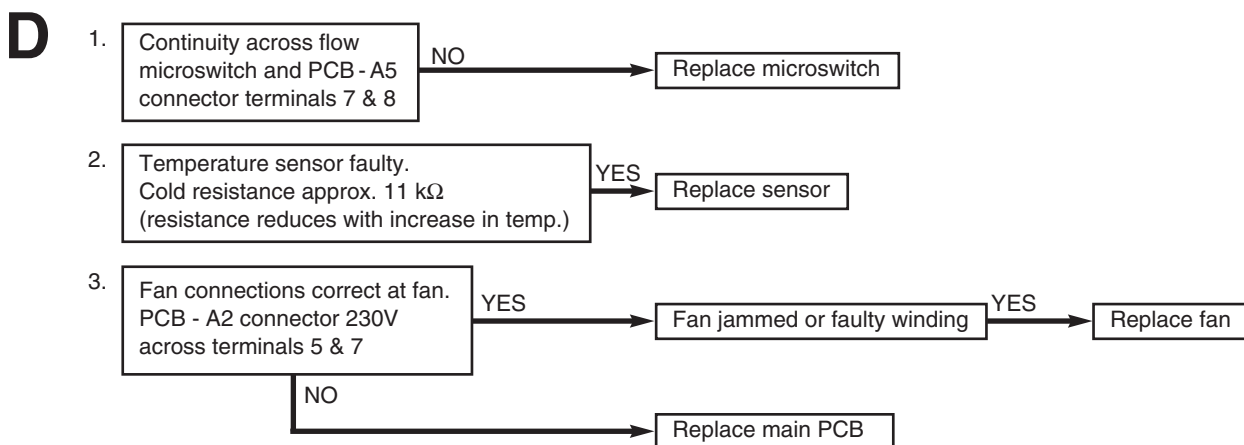 D
1.
Continuity across flow
microswitch and PCB - A5
connector terminals 7 & 8
NO
Replace microswitch
2.
Temperature sensor faulty.
Cold resistance approx. 11 kΩ
(resistance reduces with increase in temp.)
YES
Replace sensor
3.
Fan connections correct at fan.
PCB - A2 connector 230V
across terminals 5 & 7
YES
Fan jammed or faulty winding
YES
Replace fan
NO
Replace main PCB